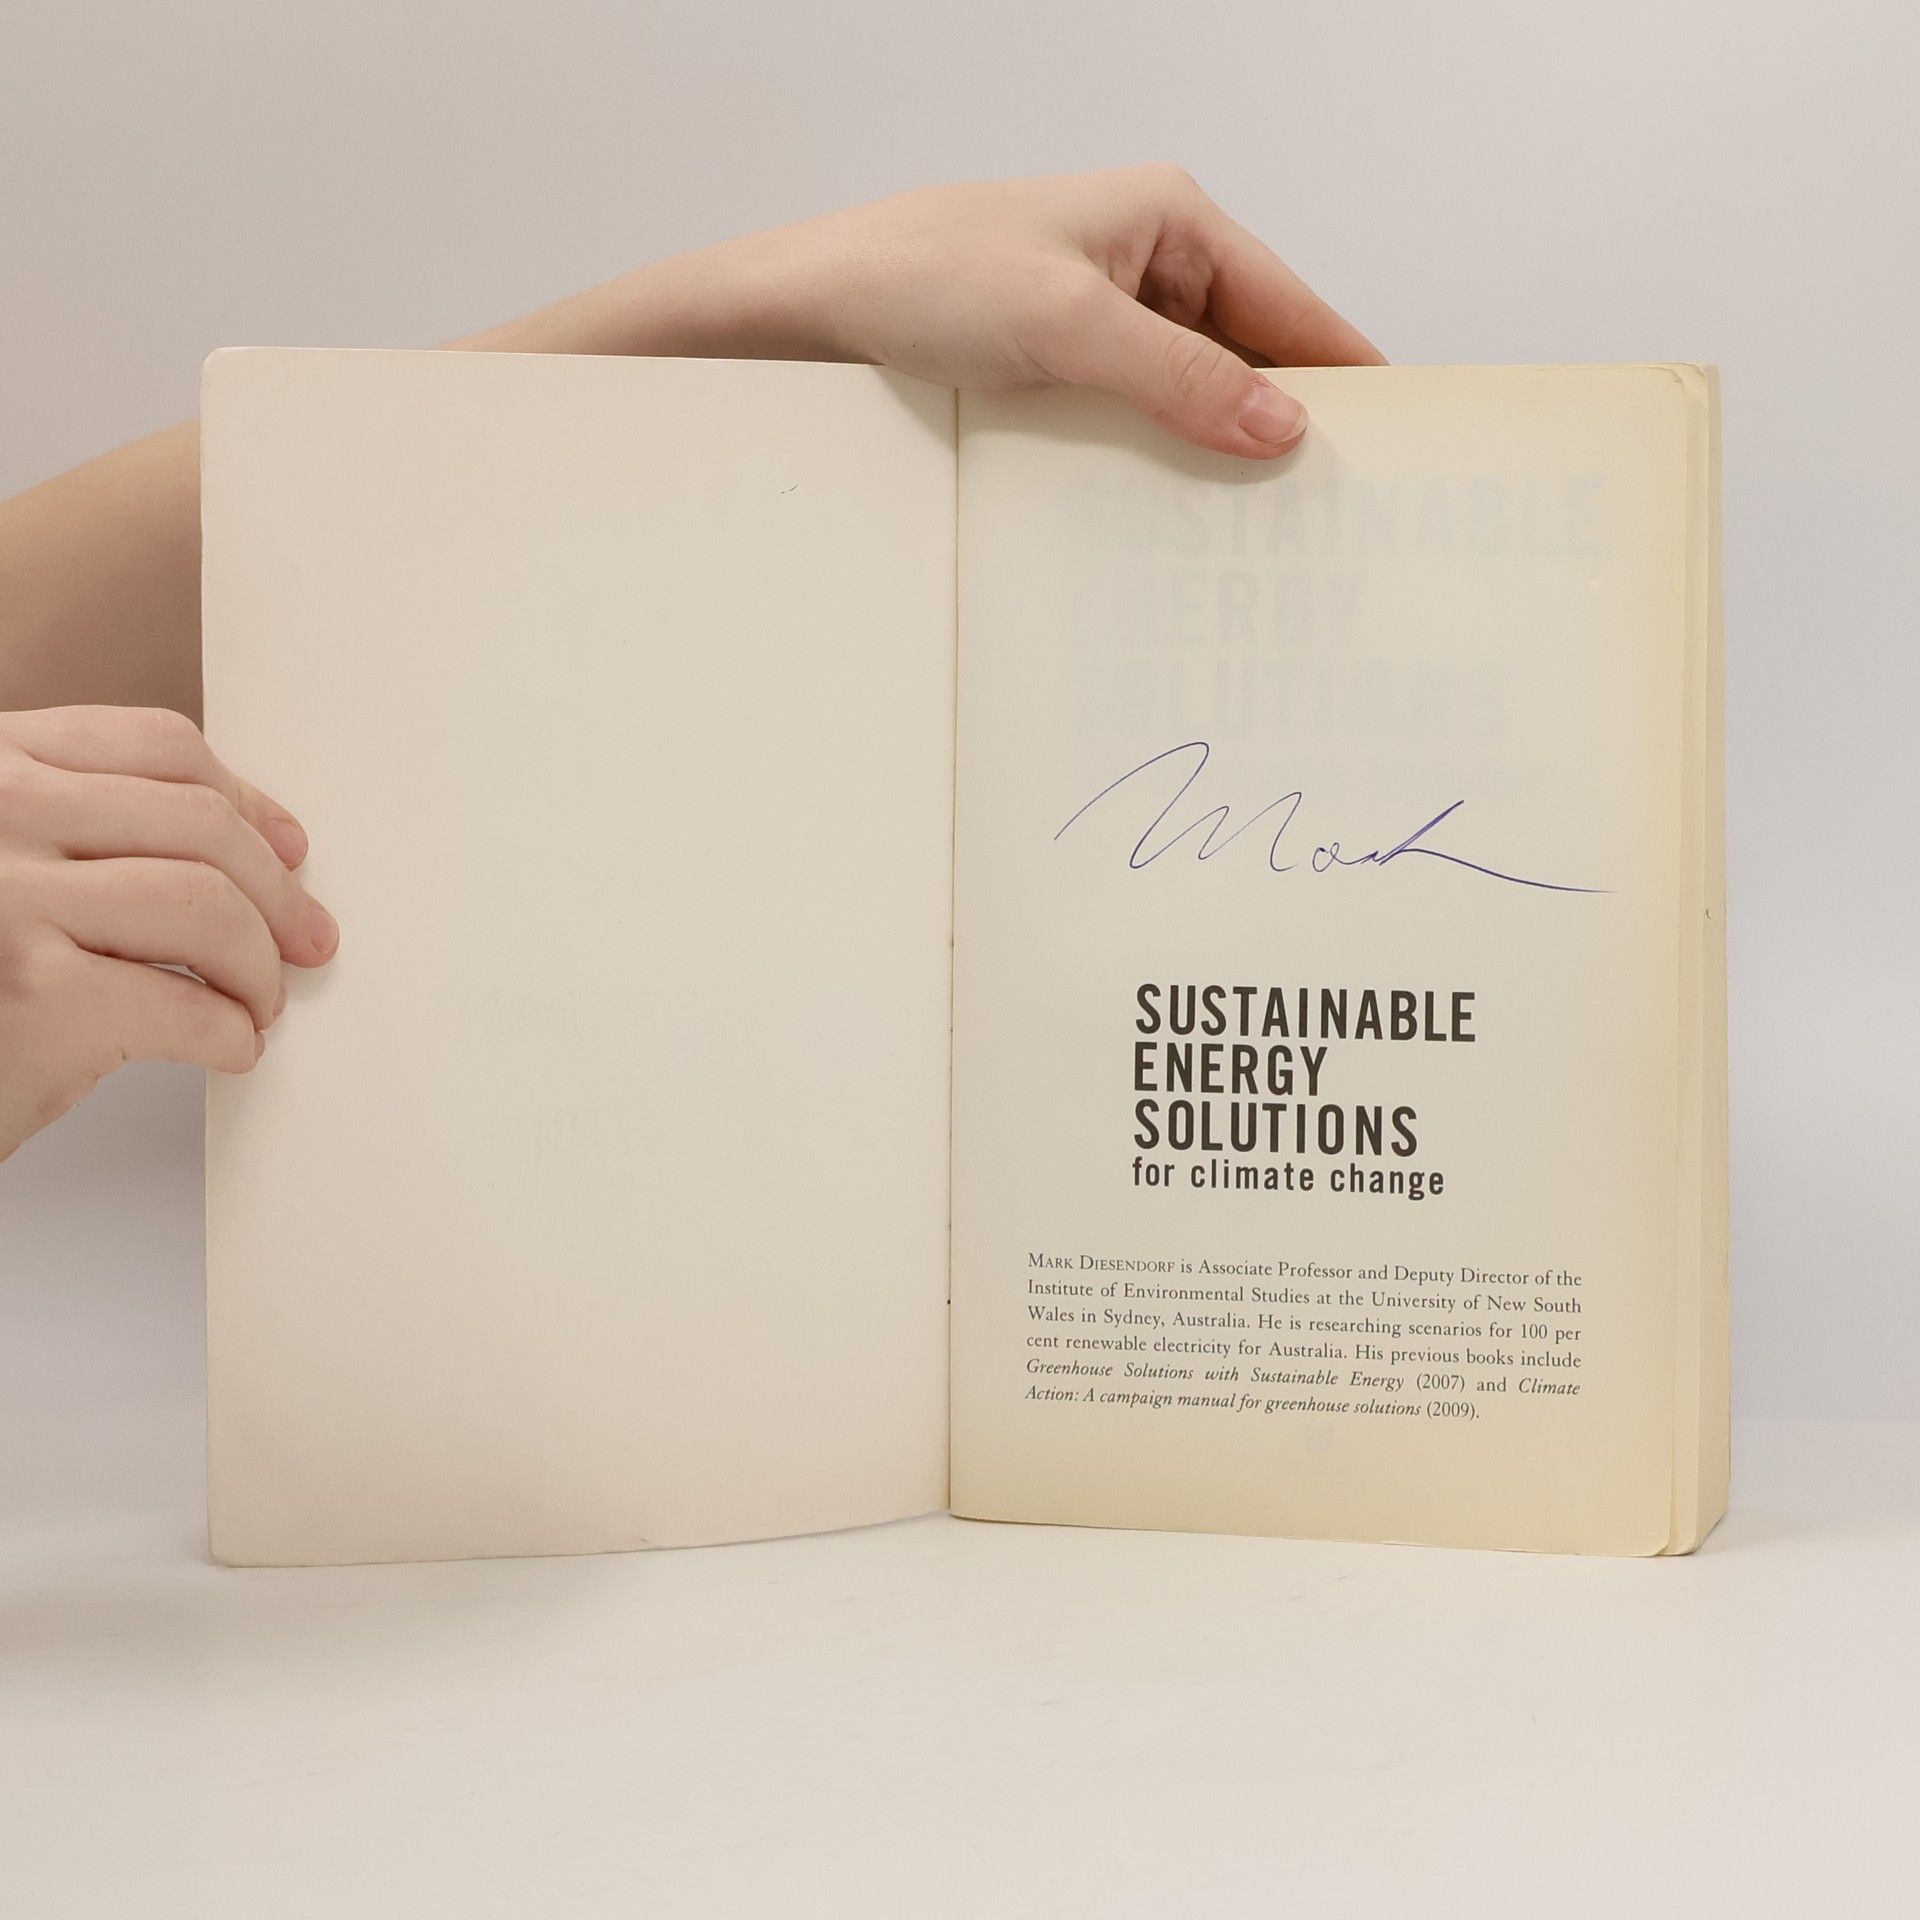 Mark
SUSTAINABLE
ENERGY
SOLUTIONS
for climate change
MARK DIESENDORF is Associate Professor and Deputy Director of the
Institute of Environmental Studies at the University of New South
Wales in Sydney, Australia. He is researching scenarios for 100 per
cent renewable electricity for Australia. His previous books include
Greenhouse Solutions with Sustainable Energy (2007) and Climate
Action: A campaign manual for greenhouse solutions (2009).